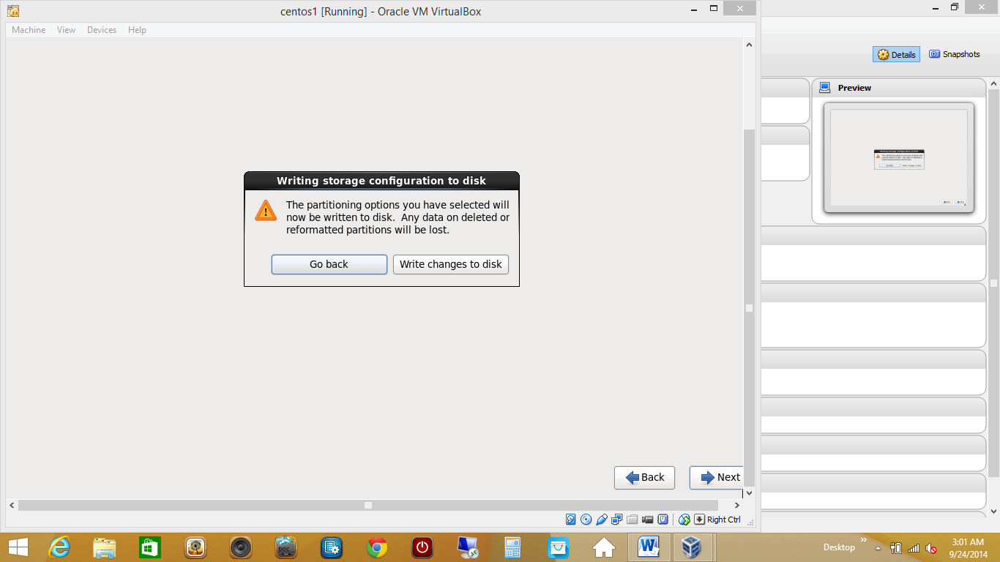 centos1 [Running] - Oracle VM VirtualBox
Machine View Devices Help
Details Snapshots
Preview
Writing storage configuration to disk
The partitioning options you have selected will
now be written to disk.  Any data on deleted or
reformatted partitions will be lost.
Go back Write changes to disk
Back Next
Right Ctrl
DOC
Desktop
3:01 AM
9/24/2014